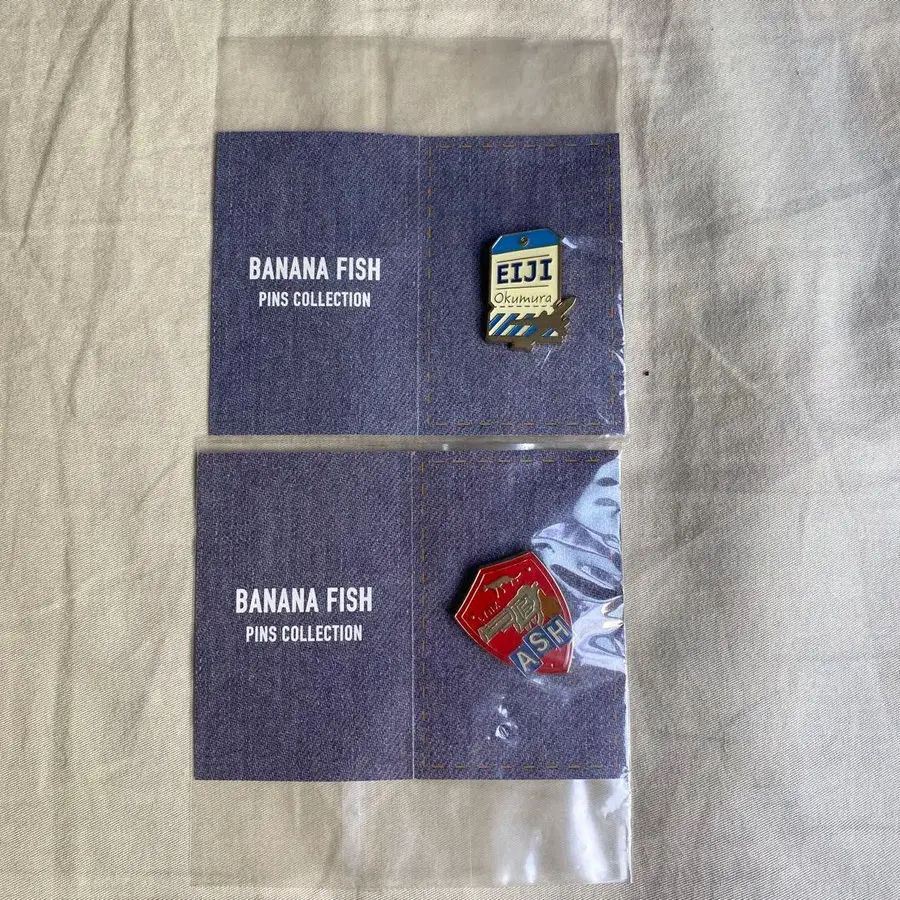 BANANA FISH
PINS COLLECTION
EIJI
Okumura
BANANA FISH
PINS COLLECTION
ASH